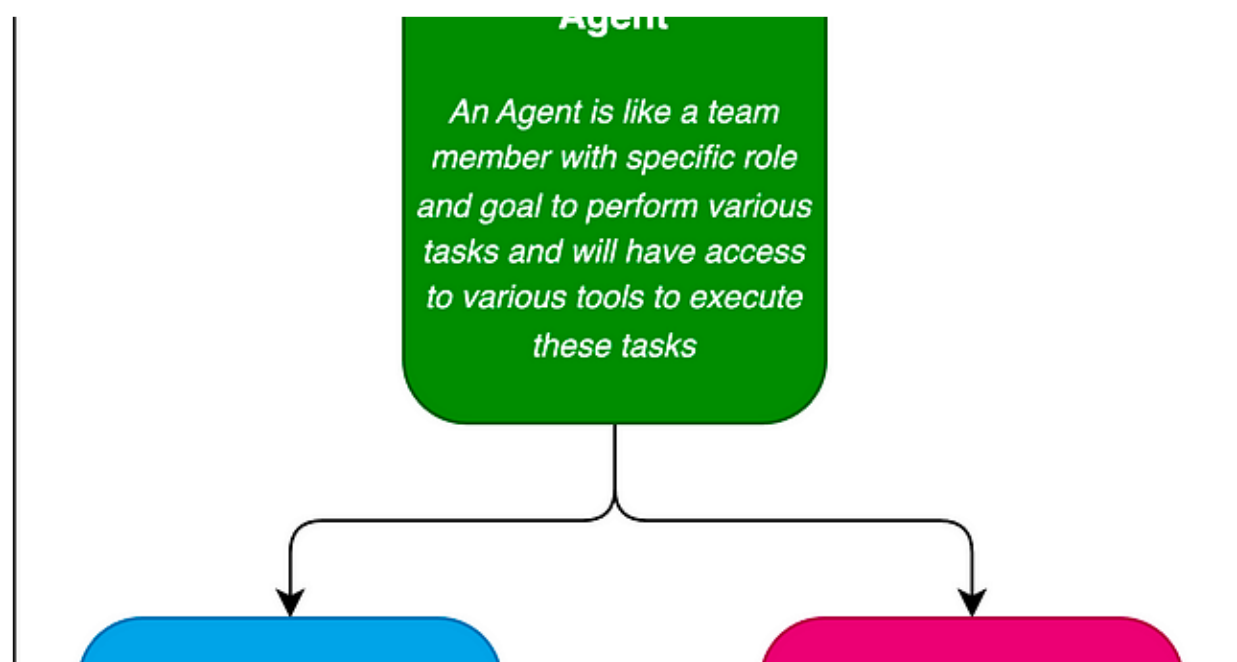 Agent
An Agent is like a team
member with specific role
and goal to perform various
tasks and will have access
to various tools to execute
these tasks